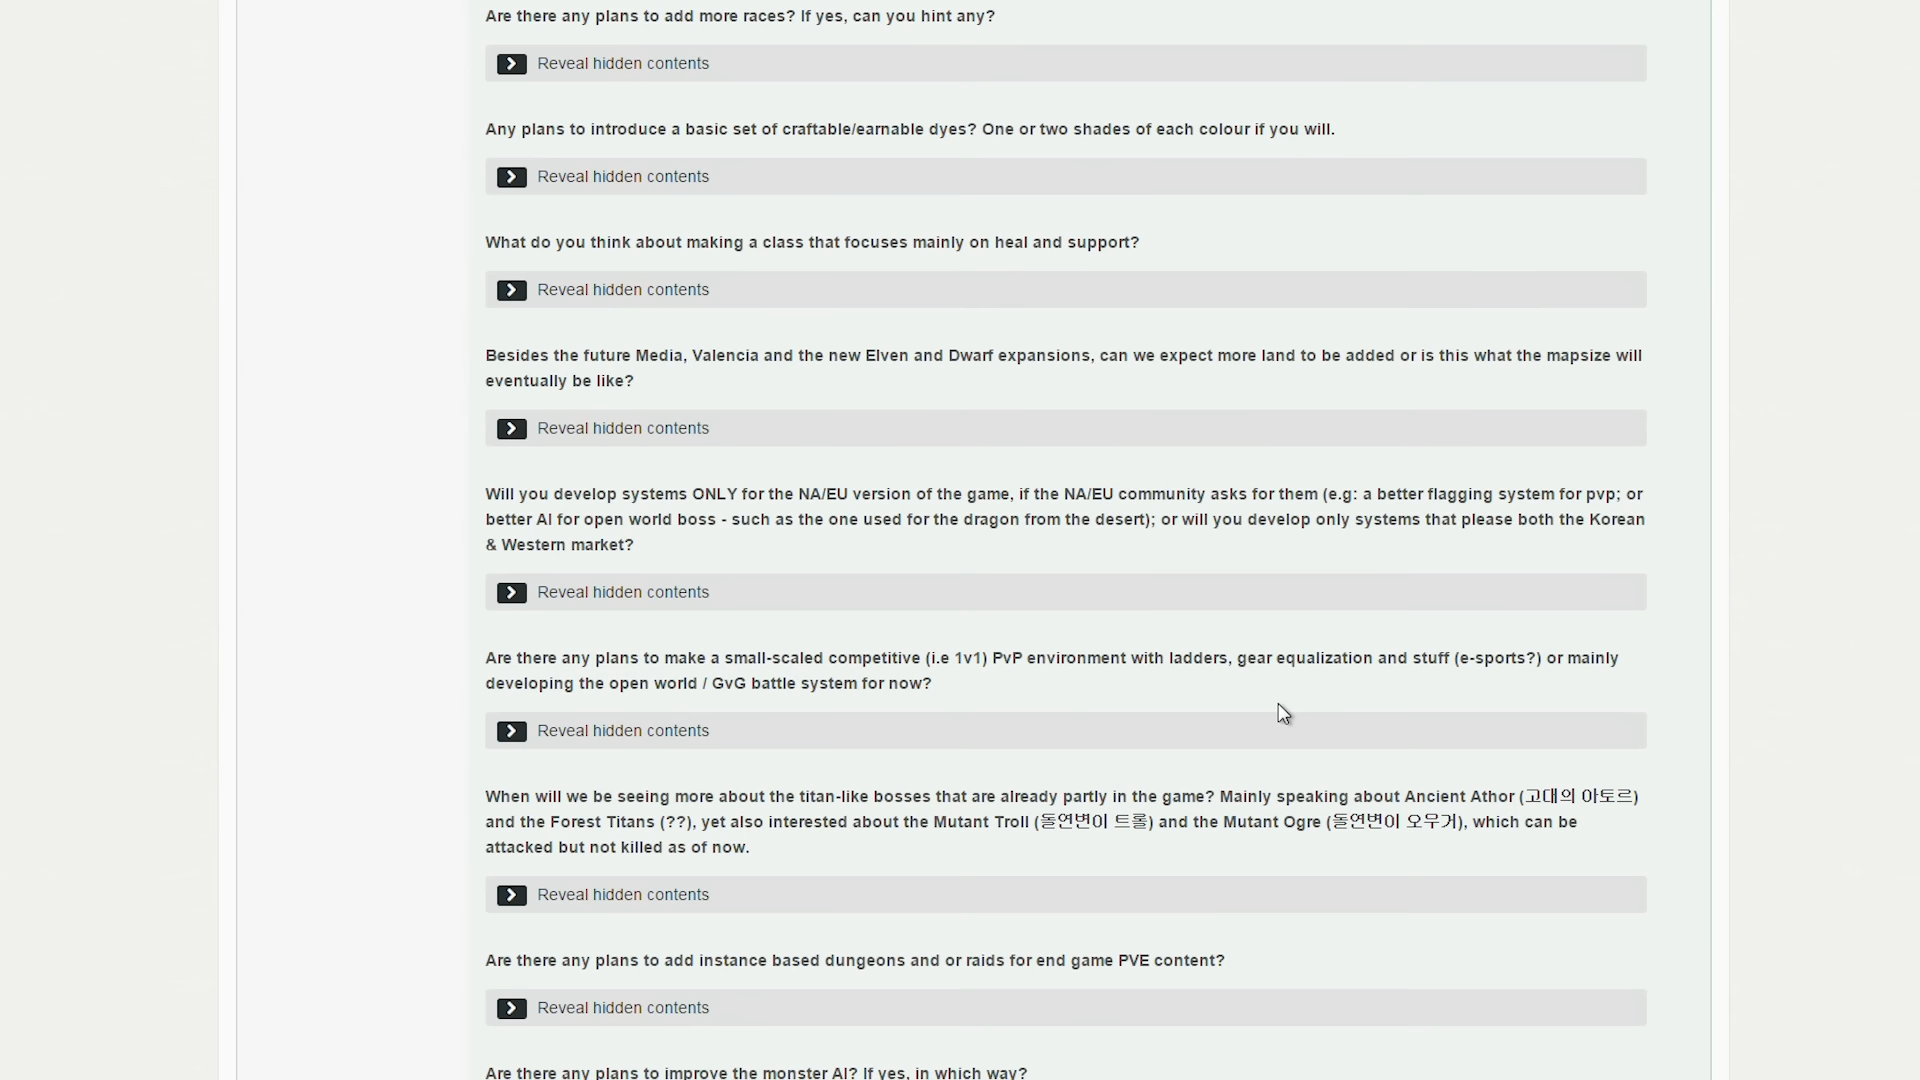 Are there any plans to add more races? If yes, can you hint any?
Reveal hidden contents
Any plans to introduce a basic set of craftable/earnable dyes? One or two shades of each colour if you will.
Reveal hidden contents
What do you think about making a class that focuses mainly on heal and support?
Reveal hidden contents
Besides the future Media, Valencia and the new Elven and Dwarf expansions, can we expect more land to be added or is this what the mapsize will
eventually be like?
Reveal hidden contents
Will you develop systems ONLY for the NA/EU version of the game, if the NA/EU community asks for them (e.g: a better flagging system for pvp; or
better AI for open world boss - such as the one used for the dragon from the desert); or will you develop only systems that please both the Korean
& Western market?
Reveal hidden contents
Are there any plans to make a small-scaled competitive (i.e 1v1) PvP environment with ladders, gear equalization and stuff (e-sports?) or mainly
developing the open world / GvG battle system for now?
Reveal hidden contents
When will we be seeing more about the titan-like bosses that are already partly in the game? Mainly speaking about Ancient Athor (고대의 아토르)
and the Forest Titans (??), yet also interested about the Mutant Troll (돌연변이 트롤) and the Mutant Ogre (돌연변이 오우거), which can be
attacked but not killed as of now.
Reveal hidden contents
Are there any plans to add instance based dungeons and or raids for end game PVE content?
Reveal hidden contents
Are there any plans to improve the monster AI? If yes, in which way?